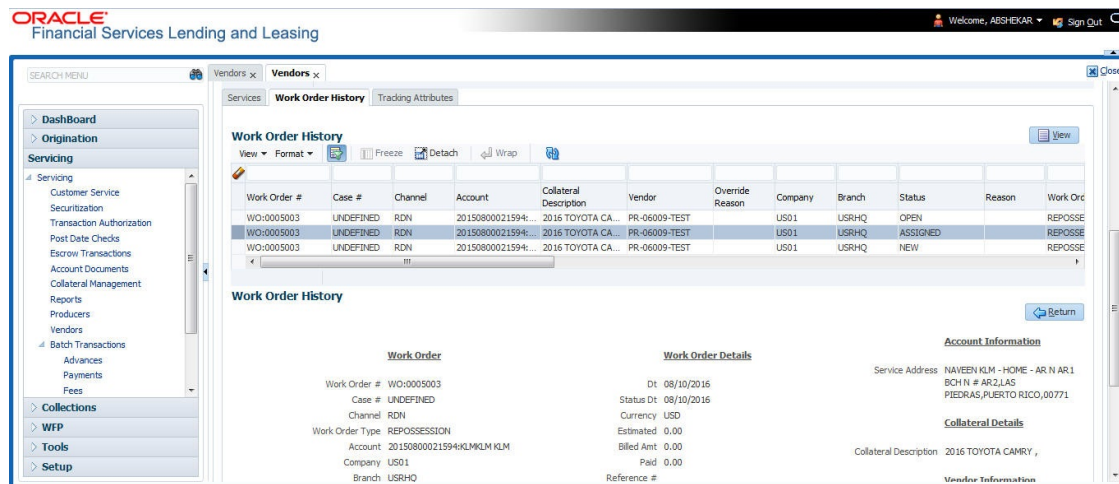 ORACLE
Financial Services Lending and Leasing
Welcome, ABSHEKAR
Sign Out
SEARCH MENU
Vendors x Vendors x
Close
Services Work Order History Tracking Attributes
DashBoard
Origination
Servicing
Servicing
Customer Service
Securitization
Transaction Authorization
Post Date Checks
Escrow Transactions
Account Documents
Collateral Management
Reports
Producers
Vendors
Batch Transactions
Advances
Payments
Fees
Collections
WFP
Tools
Setup
Work Order History
View
View Format Freeze Detach Wrap
Work Order # Case # Channel Account Collateral Description Vendor Override Reason Company Branch Status Reason Work Ord
WO:0005003 UNDEFINED RDN 20150800021594:... 2016 TOYOTA CA... PR-06009-TEST US01 USRHQ OPEN REPOSSE
WO:0005003 UNDEFINED RDN 20150800021594:... 2016 TOYOTA CA... PR-06009-TEST US01 USRHQ ASSIGNED REPOSSE
WO:0005003 UNDEFINED RDN 20150800021594:... 2016 TOYOTA CA... PR-06009-TEST US01 USRHQ NEW REPOSSE
Work Order History
Return
Work Order
Work Order # WO:0005003
Case # UNDEFINED
Channel RDN
Work Order Type REPOSSESSION
Account 20150800021594:KLMKLM KLM
Company US01
Branch USRHQ
Work Order Details
Dt 08/10/2016
Status Dt 08/10/2016
Currency USD
Estimated 0.00
Billed Amt 0.00
Paid 0.00
Reference #
Account Information
Service Address NAVEEN KLM - HOME - AR N AR1
BCH N # AR2,LAS
PIEDRAS,PUERTO RICO,00771
Collateral Details
Collateral Description 2016 TOYOTA CAMRY ,
Vendor Information